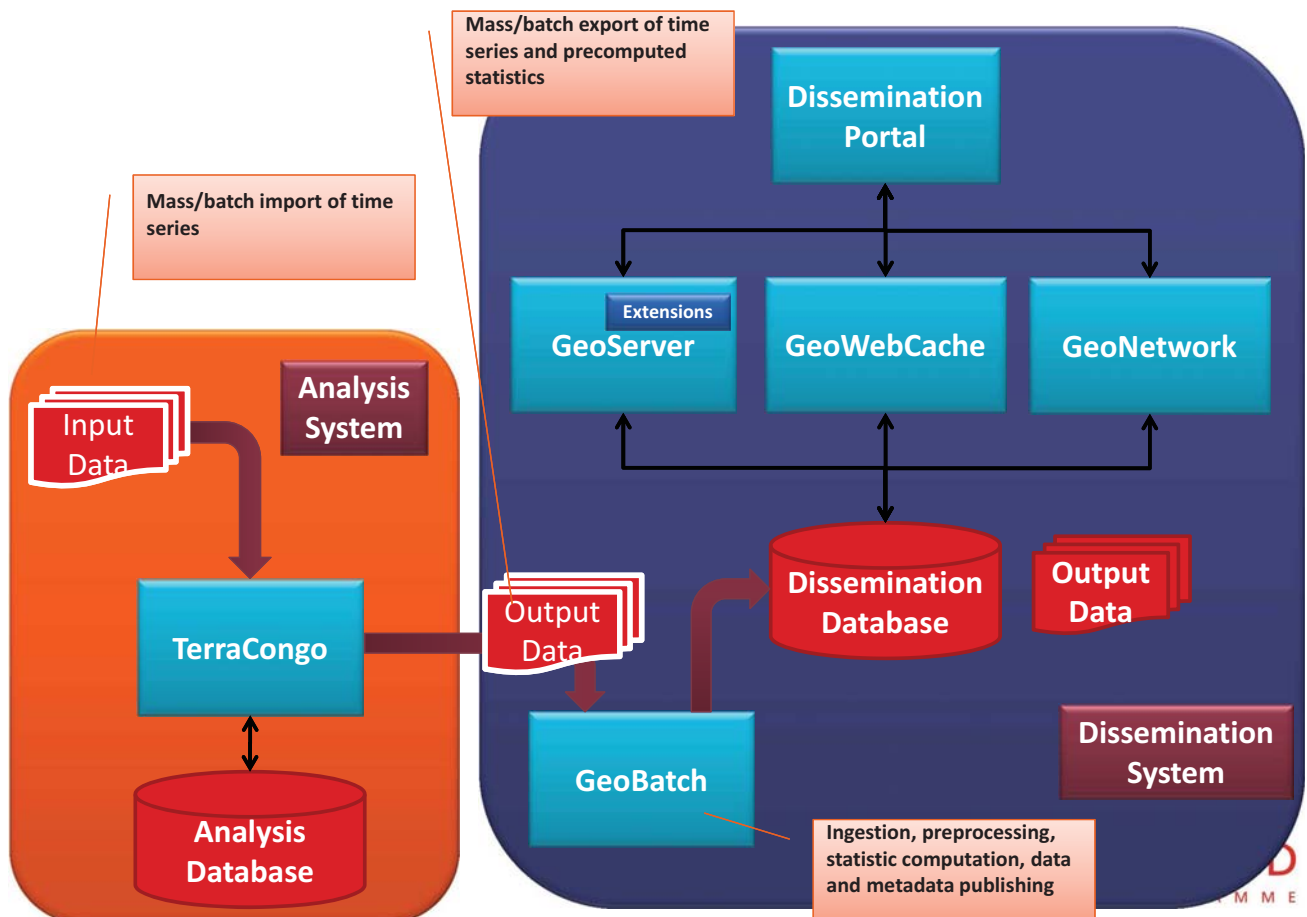 Mass/batch export of time
series and precomputed
statistics
Dissemination
Portal
Mass/batch import of time
series
Extensions
GeoServer
GeoWebCache
GeoNetwork
Analysis
System
Input
Data
Output
Data
Dissemination
Database
Output
Data
TerraCongo
Dissemination
System
GeoBatch
Analysis
Database
Ingestion, preprocessing,
statistic computation, data
and metadata publishing
D
AMME